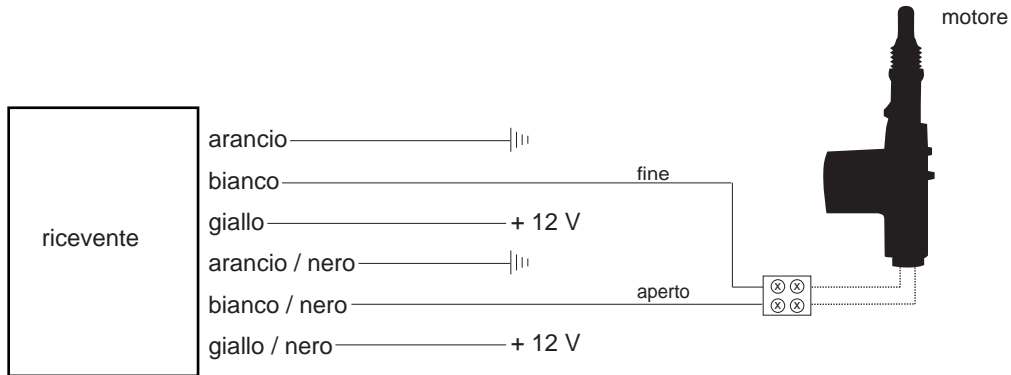 motore
arancio
bianco fine
giallo + 12 V
ricevente
arancio / nero
bianco / nero aperto
giallo / nero + 12 V